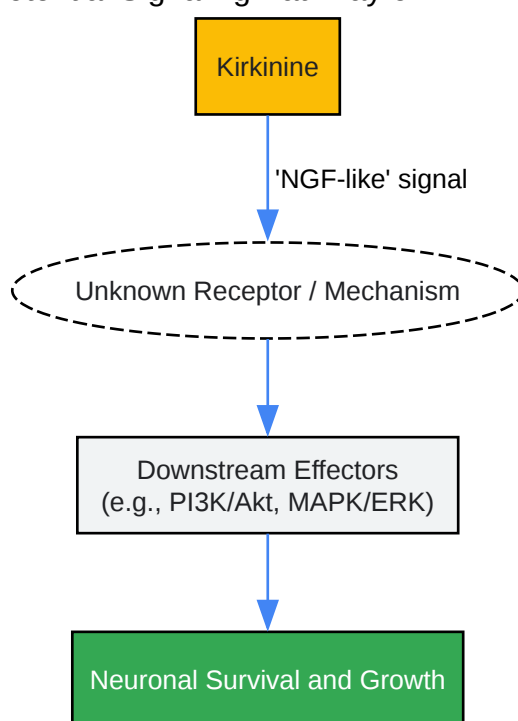 Kirkinine
'NGF-like' signal
Unknown Receptor / Mechanism
Downstream Effectors
(e.g., PI3K/Akt, MAPK/ERK)
Neuronal Survival and Growth